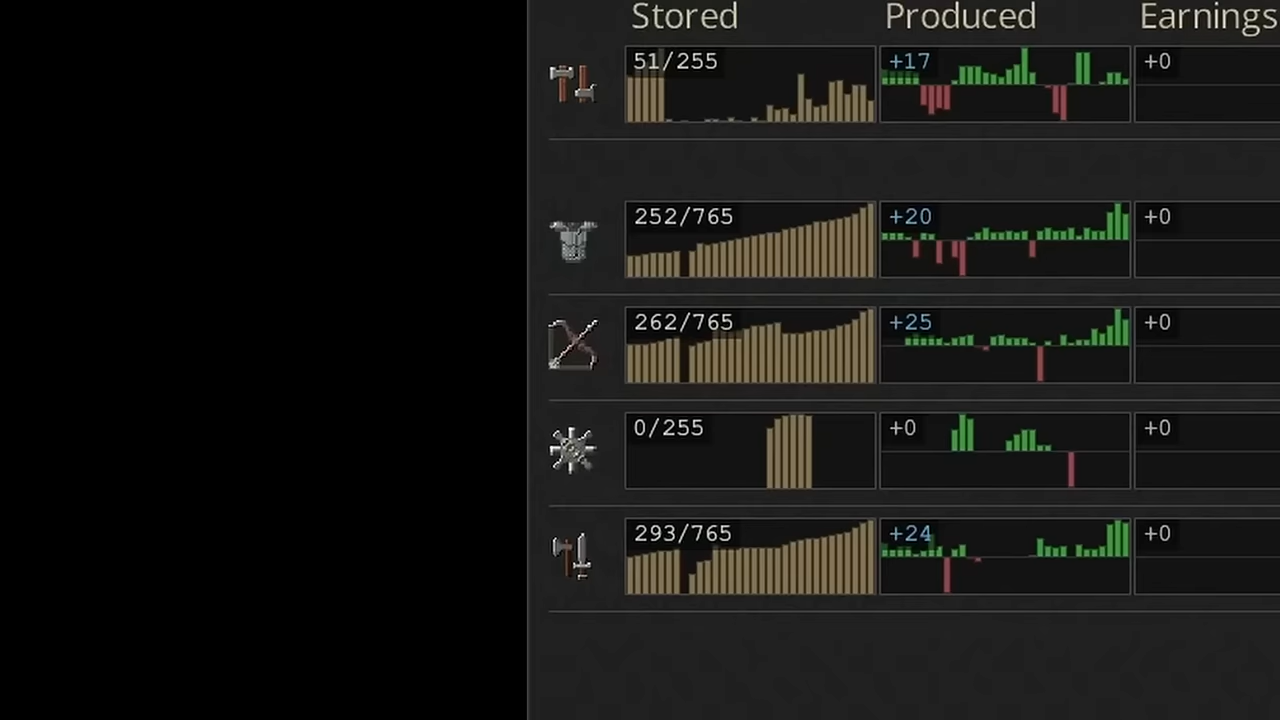 Stored Produced Earnings
51/255 +17 +0
252/765 +20 +0
262/765 +25 +0
0/255 +0 +0
293/765 +24 +0